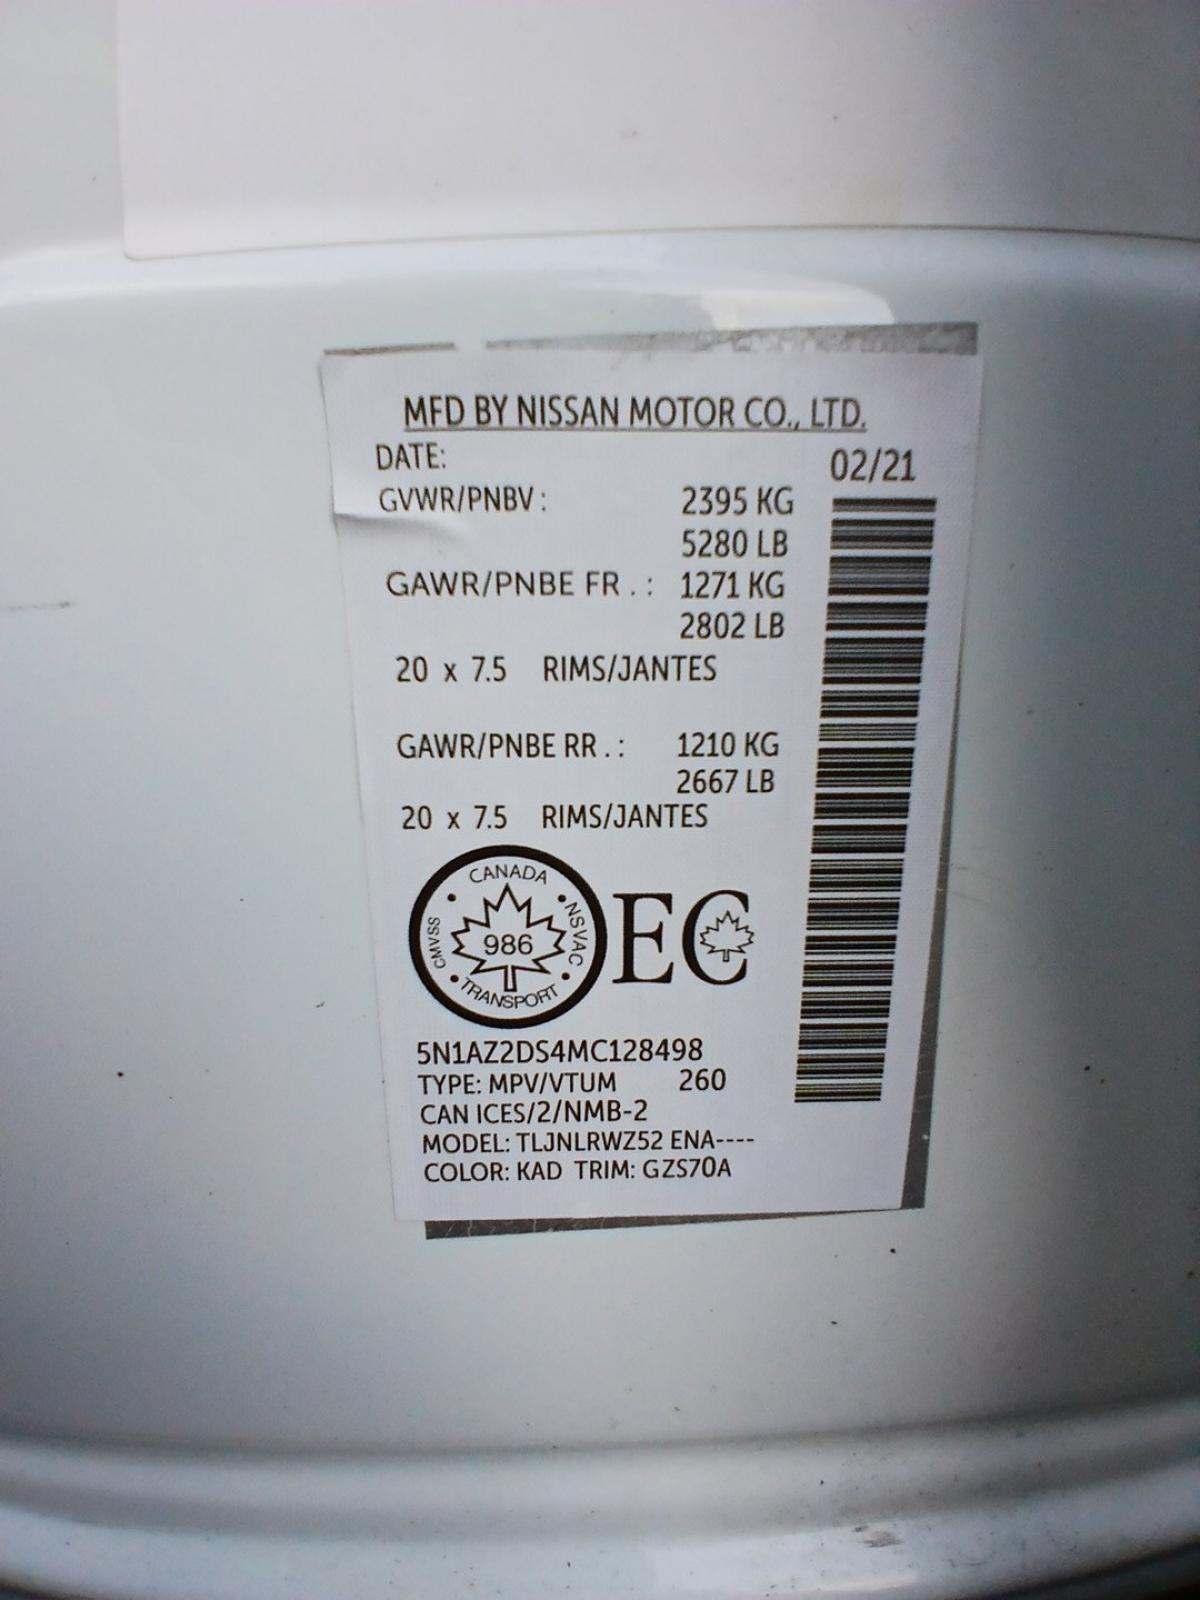 MFD BY NISSAN MOTOR CO., LTD.
DATE: 02/21
GVWR/PNBV : 2395 KG
5280 LB
GAWR/PNBE FR . : 1271 KG
2802 LB
20 x 7.5 RIMS/JANTES
GAWR/PNBE RR . : 1210 KG
2667 LB
20 x 7.5 RIMS/JANTES
CANADA
CMVSS 986 NSVAC
TRANSPORT
EC
5N1AZ2DS4MC128498
TYPE: MPV/VTUM 260
CAN ICES/2/NMB-2
MODEL: TLJNLRWZ52 ENA----
COLOR: KAD TRIM: GZS70A